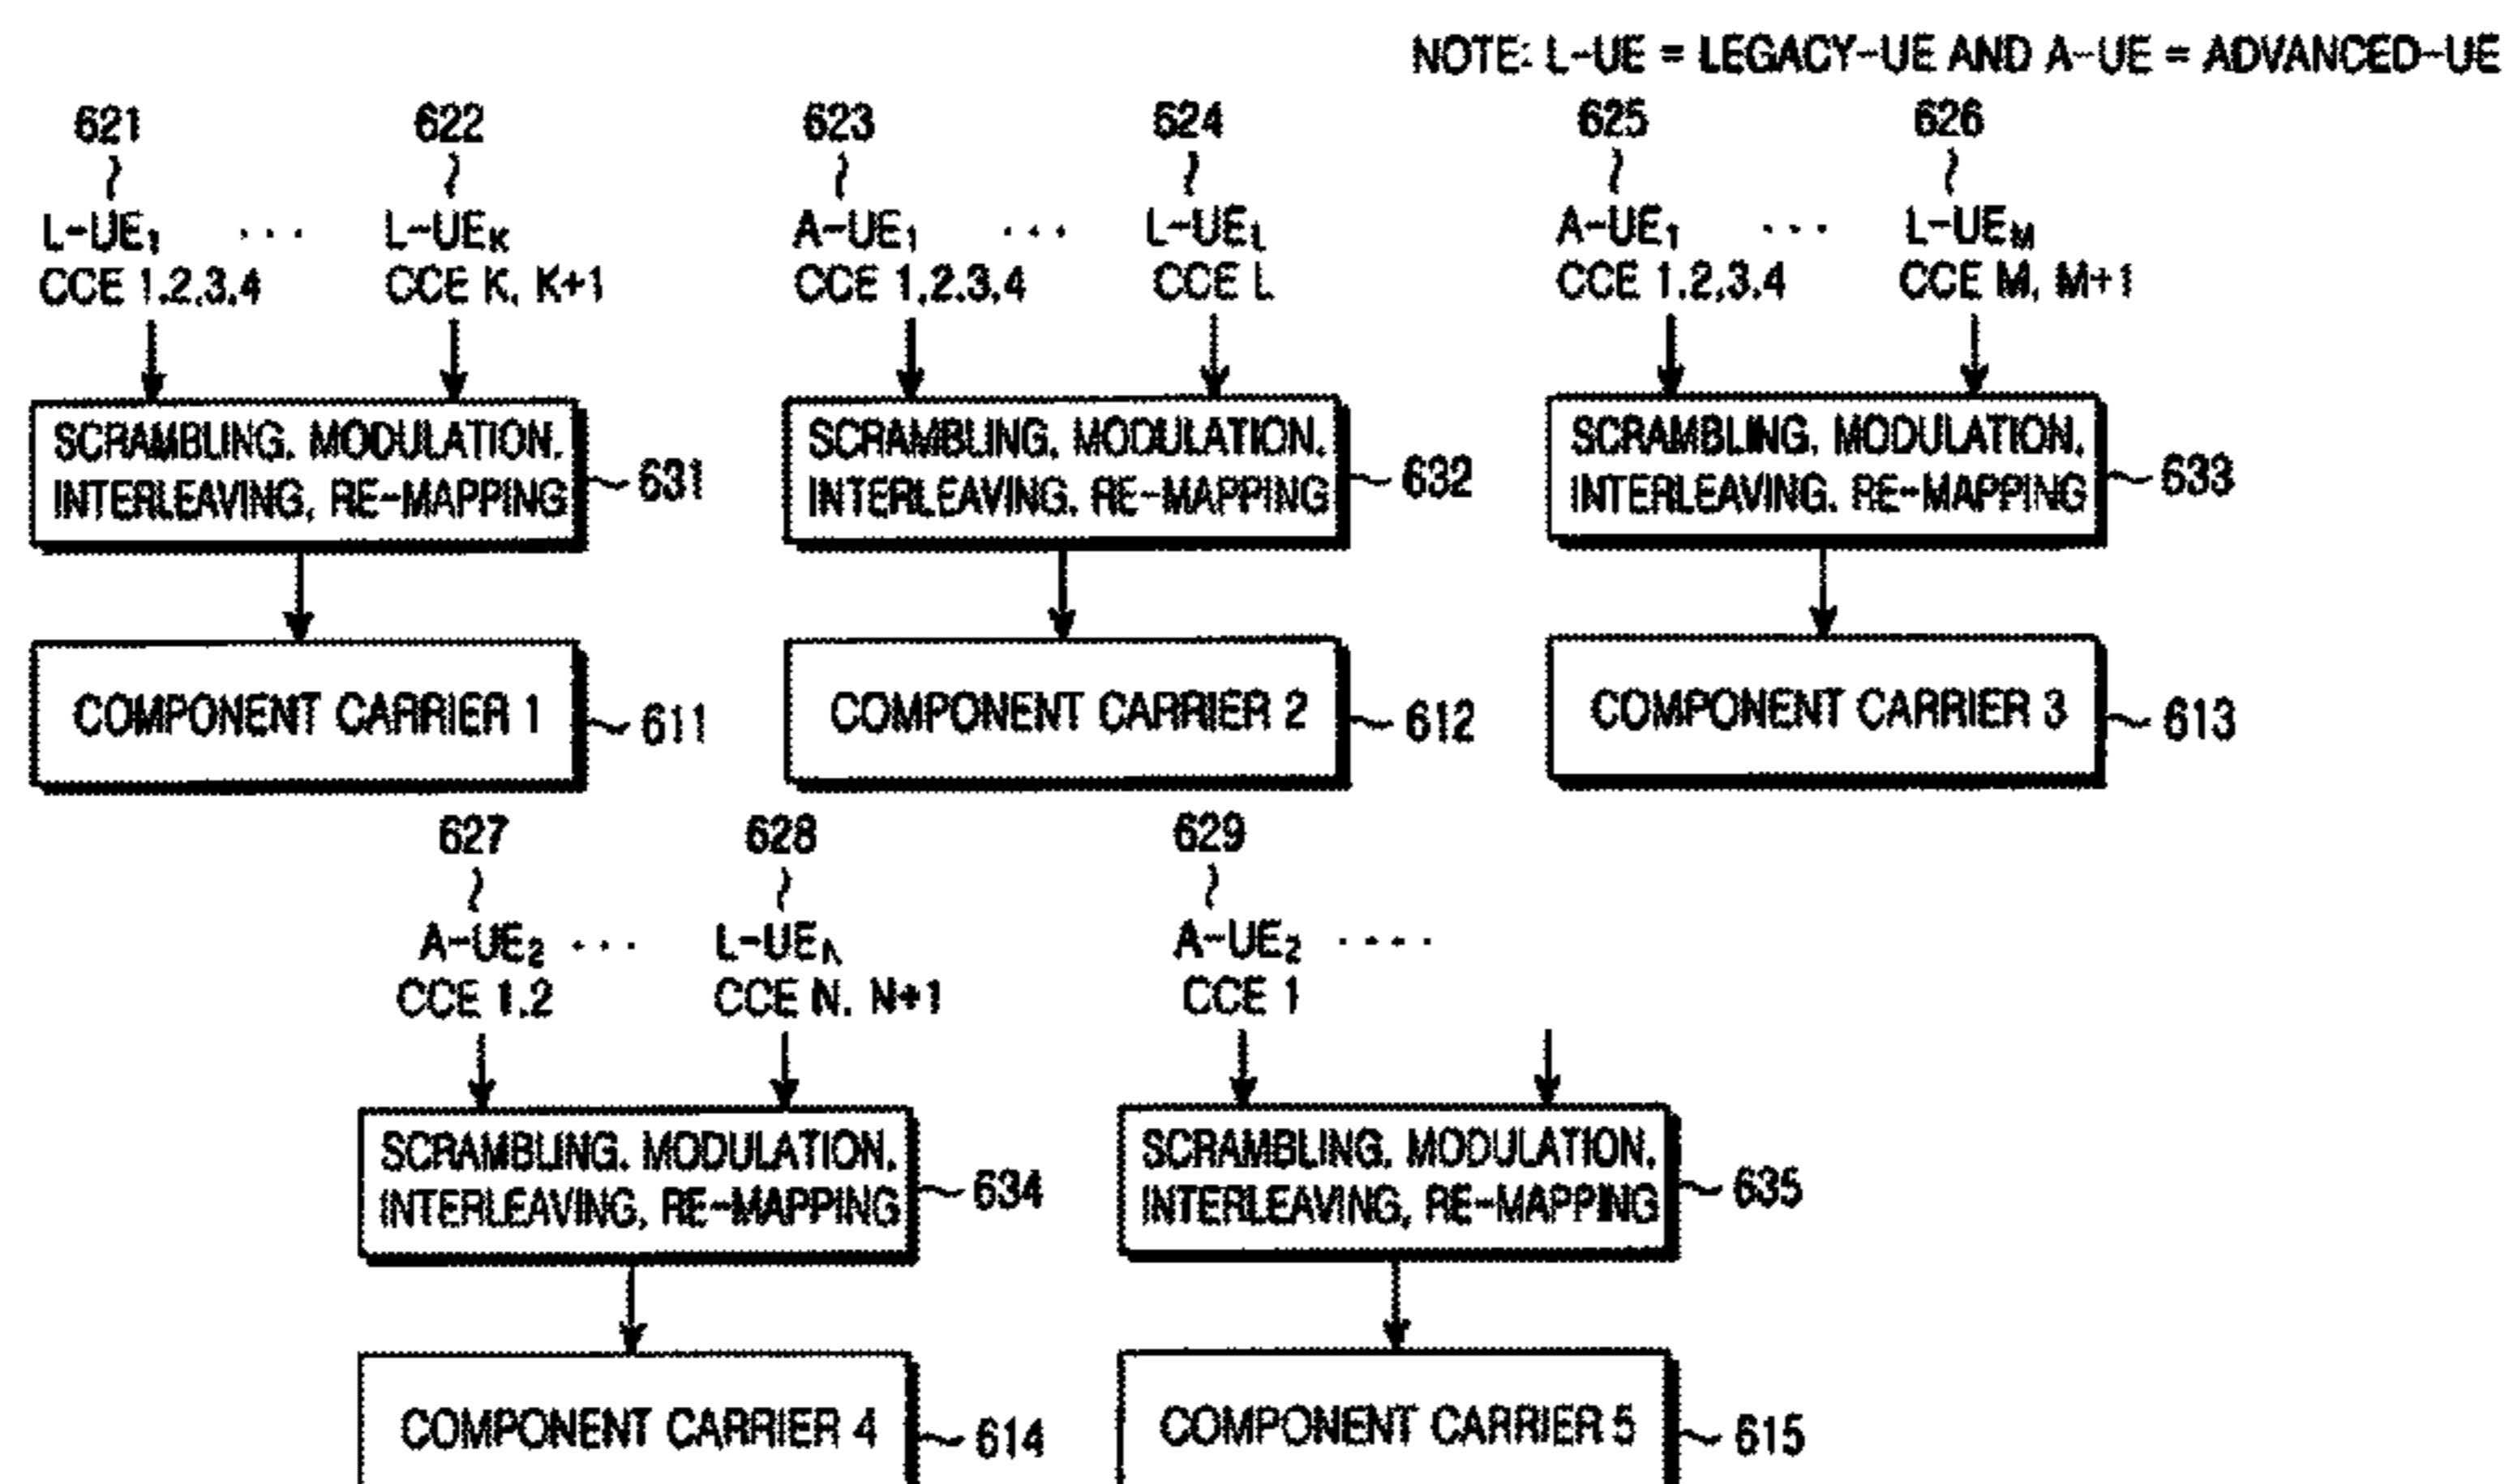 NOTE: L-UE = LEGACY-UE AND A-UE = ADVANCED-UE
621 622 623 624 625 626
L-UE1 ... L-UEK A-UE1 ... L-UEL A-UE1 ... L-UEM
CCE 1.2,3,4 CCE K, K+1 CCE 1,2.3,4 CCE L CCE 1.2,3,4 CCE M, M+1
SCRAMBLING. MODULATION. SCRAMBLING. MODULATION. SCRAMBLING. MODULATION.
INTERLEAVING, RE-MAPPING 631 INTERLEAVING. RE-MAPPING 632 INTERLEAVING. RE-MAPPING 633
COMPONENT CARRIER 1 611 COMPONENT CARRIER 2 612 COMPONENT CARRIER 3 613
627 628 629
A-UE2 ... L-UE A-UE2 ....
CCE 1.2 CCE N. N+1 CCE 1
SCRAMBLING. MODULATION. SCRAMBLING. MODULATION.
INTERLEAVING, RE-MAPPING 634 INTERLEAVING, RE-MAPPING 635
COMPONENT CARRIER 4 614 COMPONENT CARRIER 5 615